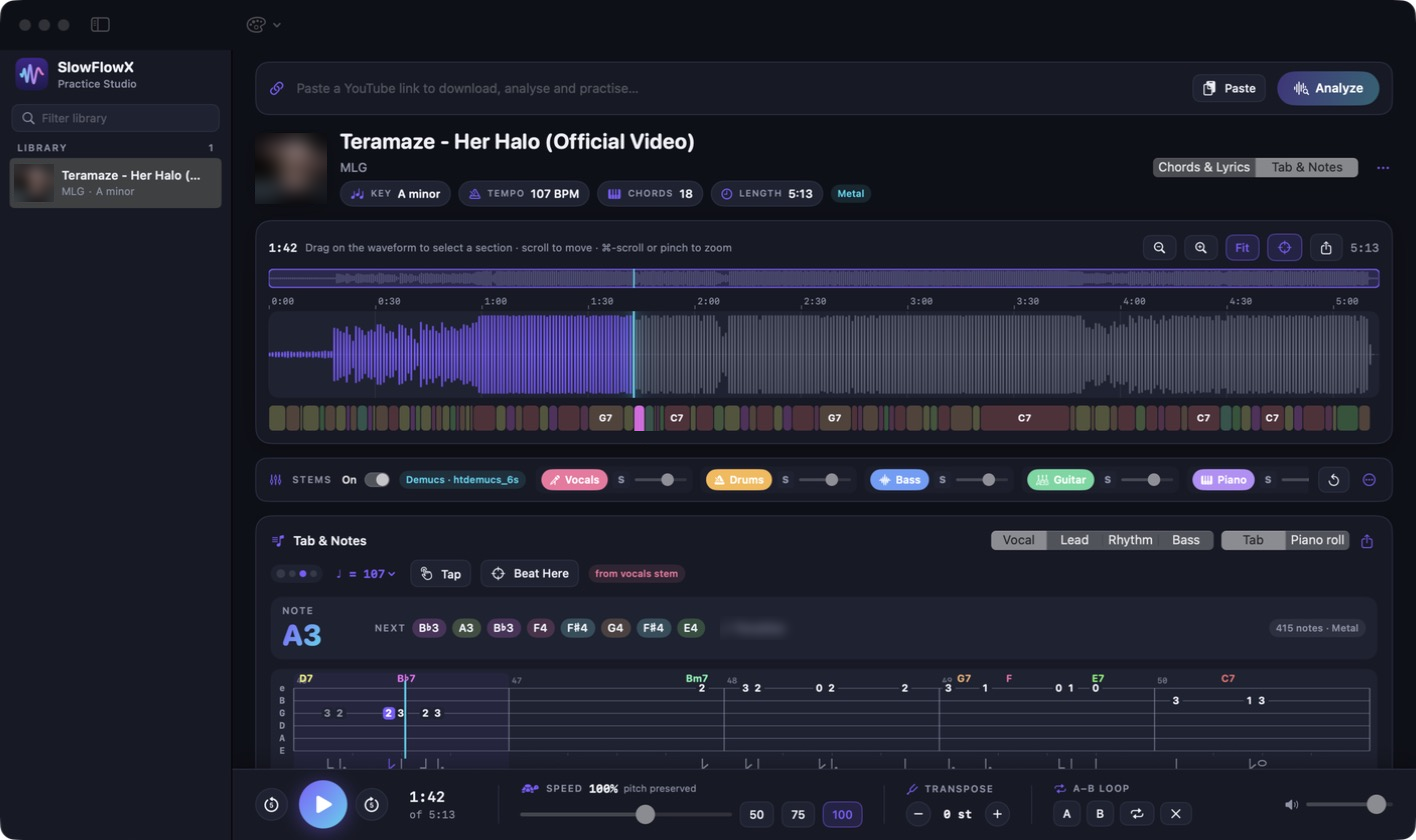 SlowFlowX
Practice Studio
Filter library
LIBRARY 1
Teramaze - Her Halo (...
MLG · A minor
Paste a YouTube link to download, analyse and practise...
Paste
Analyze
Teramaze - Her Halo (Official Video)
MLG
KEY A minor
TEMPO 107 BPM
CHORDS 18
LENGTH 5:13
Metal
Chords & Lyrics
Tab & Notes
1:42 Drag on the waveform to select a section · scroll to move · ⌘-scroll or pinch to zoom
Fit
5:13
0:00 0:30 1:00 1:30 2:00 2:30 3:00 3:30 4:00 4:30 5:00
G7 C7 G7 C7 C7 C7
STEMS On
Demucs · htdemucs_6s
Vocals S
Drums S
Bass S
Guitar S
Piano S
Tab & Notes
Vocal Lead Rhythm Bass
Tab Piano roll
♩ = 107
Tap
Beat Here
from vocals stem
NOTE
A3
NEXT B♭3 A3 B♭3 F4 F#4 G4 F#4 E4
415 notes · Metal
D7 B♭7 47 Bm7 48 49 G7 F E7 50 C7
e 2 3 2 0 2 2 3 1 0 1 0
B 3 1 3
G 3 2 2 3 2 3
D
A
E
5
5
1:42
of 5:13
SPEED 100% pitch preserved
50 75 100
TRANSPOSE
− 0 st +
A–B LOOP
A B